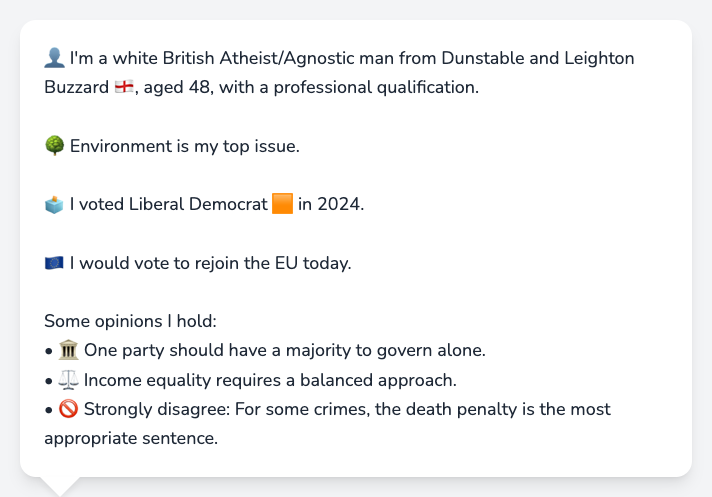 👤 I'm a white British Atheist/Agnostic man from Dunstable and Leighton
Buzzard 🏴󠁧󠁢󠁥󠁮󠁧󠁿, aged 48, with a professional qualification.
🌳 Environment is my top issue.
🗳️ I voted Liberal Democrat 🟧 in 2024.
🇪🇺 I would vote to rejoin the EU today.
Some opinions I hold:
• 🏛️ One party should have a majority to govern alone.
• ⚖️ Income equality requires a balanced approach.
• 🚫 Strongly disagree: For some crimes, the death penalty is the most
appropriate sentence.